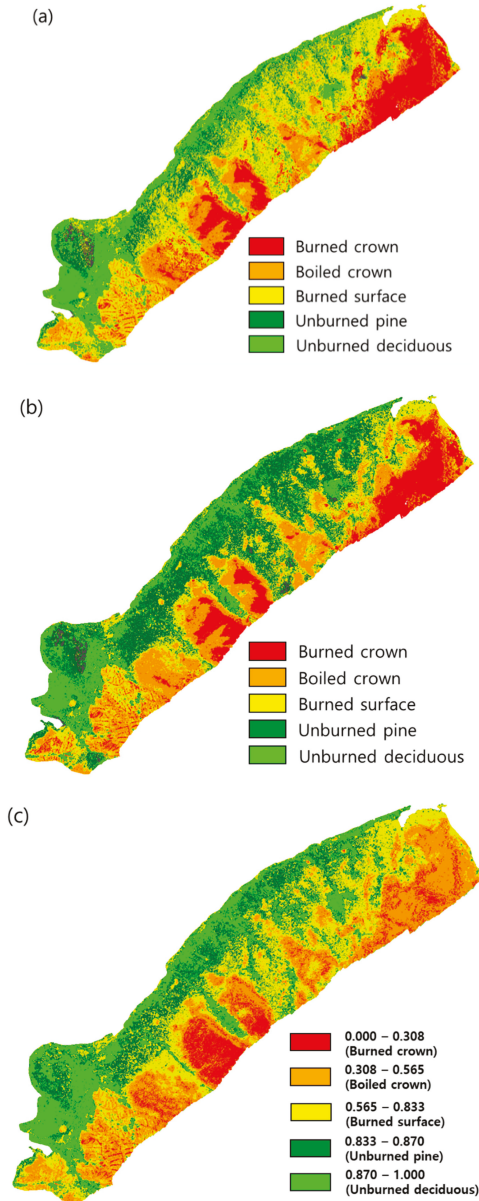 (a)
Burned crown
Boiled crown
Burned surface
Unburned pine
Unburned deciduous
(b)
Burned crown
Boiled crown
Burned surface
Unburned pine
Unburned deciduous
(c)
0.000 – 0.308
(Burned crown)
0.308 – 0.565
(Boiled crown)
0.565 – 0.833
(Burned surface)
0.833 – 0.870
(Unburned pine)
0.870 – 1.000
(Unburned deciduous)